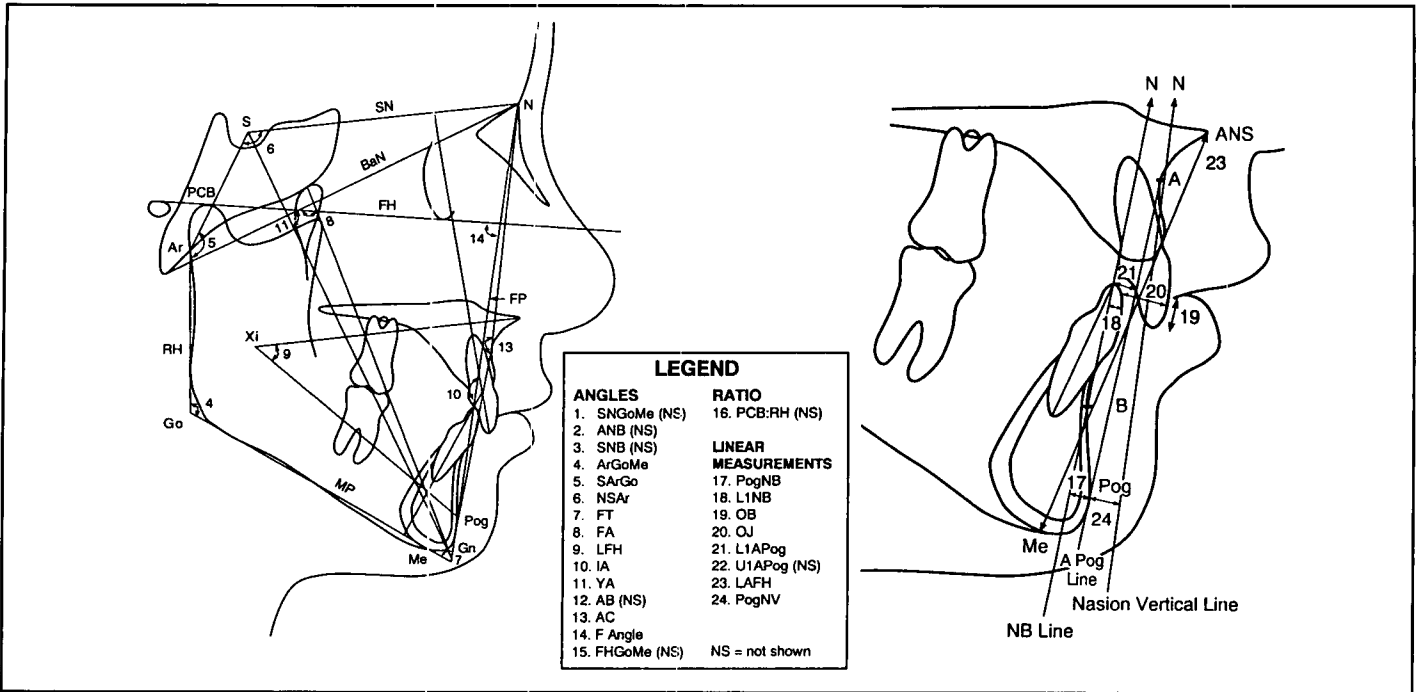 SN
N
S
6
BaN
PCB
FH
11
8
14
Ar
5
FP
Xi
9
13
RH
10
4
Go
MP
Pog
Gn
Me
7
LEGEND
ANGLES
1. SNGoMe (NS)
2. ANB (NS)
3. SNB (NS)
4. ArGoMe
5. SArGo
6. NSAr
7. FT
8. FA
9. LFH
10. IA
11. YA
12. AB (NS)
13. AC
14. F Angle
15. FHGoMe (NS)
RATIO
16. PCB:RH (NS)
LINEAR
MEASUREMENTS
17. PogNB
18. L1NB
19. OB
20. OJ
21. L1APog
22. U1APog (NS)
23. LAFH
24. PogNV
NS = not shown
N N
ANS
23
A
21
20
18
19
B
17
Pog
24
Me
A Pog
Line
Nasion Vertical Line
NB Line